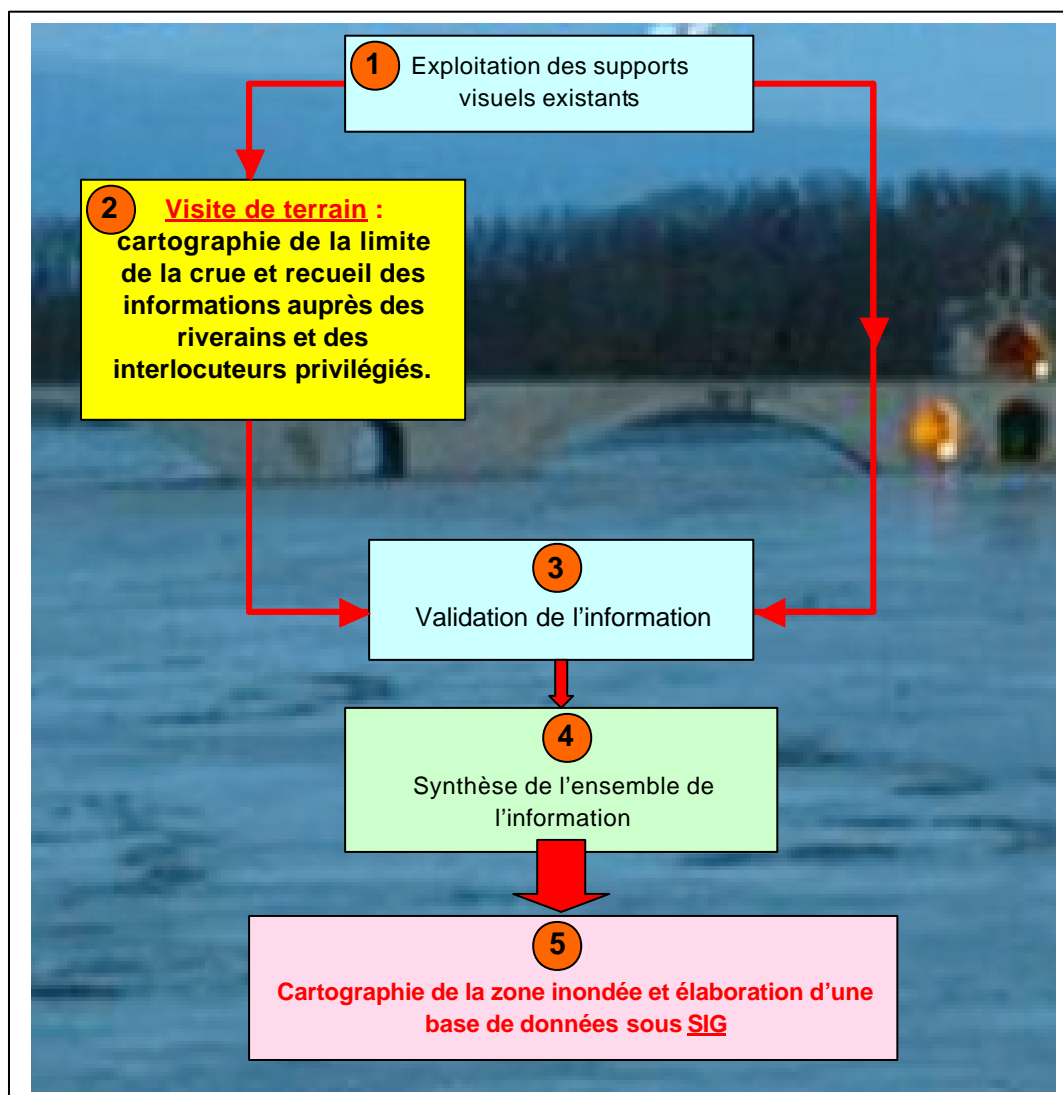 1
Exploitation des supports
visuels existants
2
Visite de terrain :
cartographie de la limite
de la crue et recueil des
informations auprès des
riverains et des
interlocuteurs privilégiés.
3
Validation de l’information
4
Synthèse de l’ensemble de
l’information
5
Cartographie de la zone inondée et élaboration d’une
base de données sous SIG